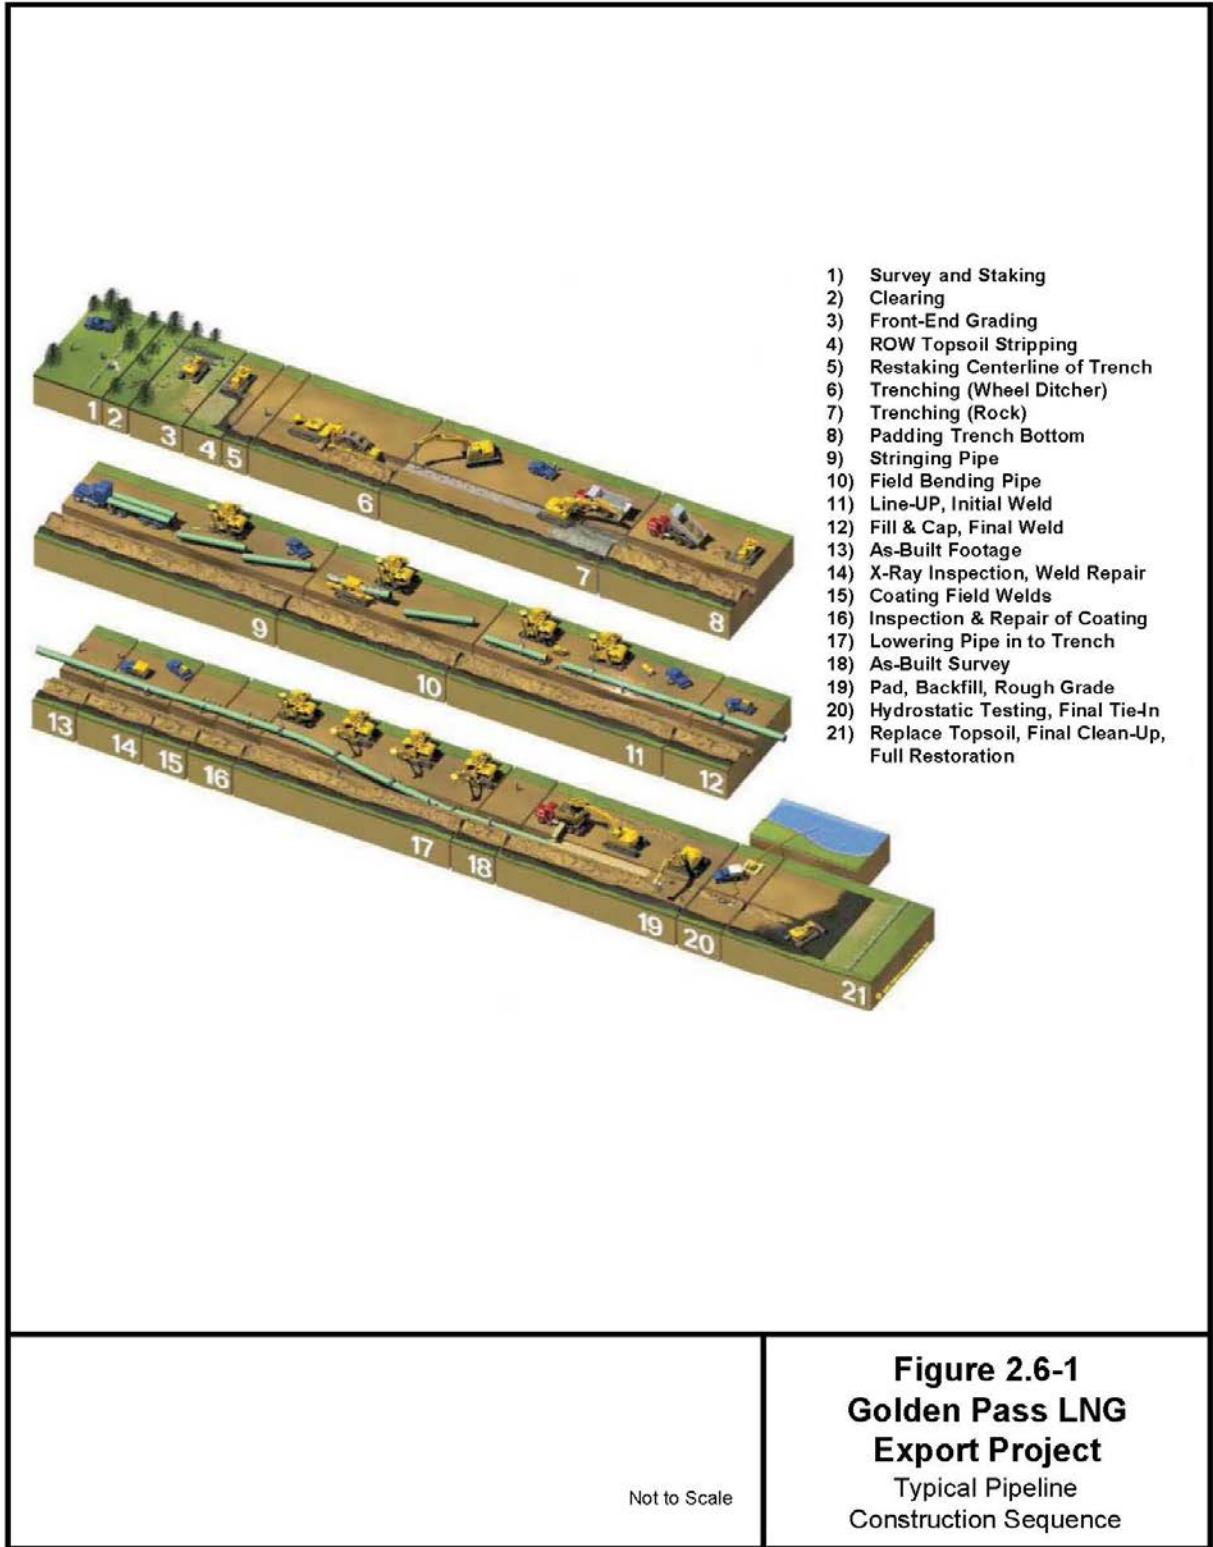 1) Survey and Staking
2) Clearing
3) Front-End Grading
4) ROW Topsoil Stripping
5) Restaking Centerline of Trench
6) Trenching (Wheel Ditcher)
7) Trenching (Rock)
8) Padding Trench Bottom
9) Stringing Pipe
10) Field Bending Pipe
11) Line-UP, Initial Weld
12) Fill & Cap, Final Weld
13) As-Built Footage
14) X-Ray Inspection, Weld Repair
15) Coating Field Welds
16) Inspection & Repair of Coating
17) Lowering Pipe in to Trench
18) As-Built Survey
19) Pad, Backfill, Rough Grade
20) Hydrostatic Testing, Final Tie-In
21) Replace Topsoil, Final Clean-Up,
Full Restoration
1 2 3 4 5 6 7 8
9 10 11 12
13 14 15 16 17 18 19 20 21
Not to Scale
Figure 2.6-1
Golden Pass LNG
Export Project
Typical Pipeline
Construction Sequence